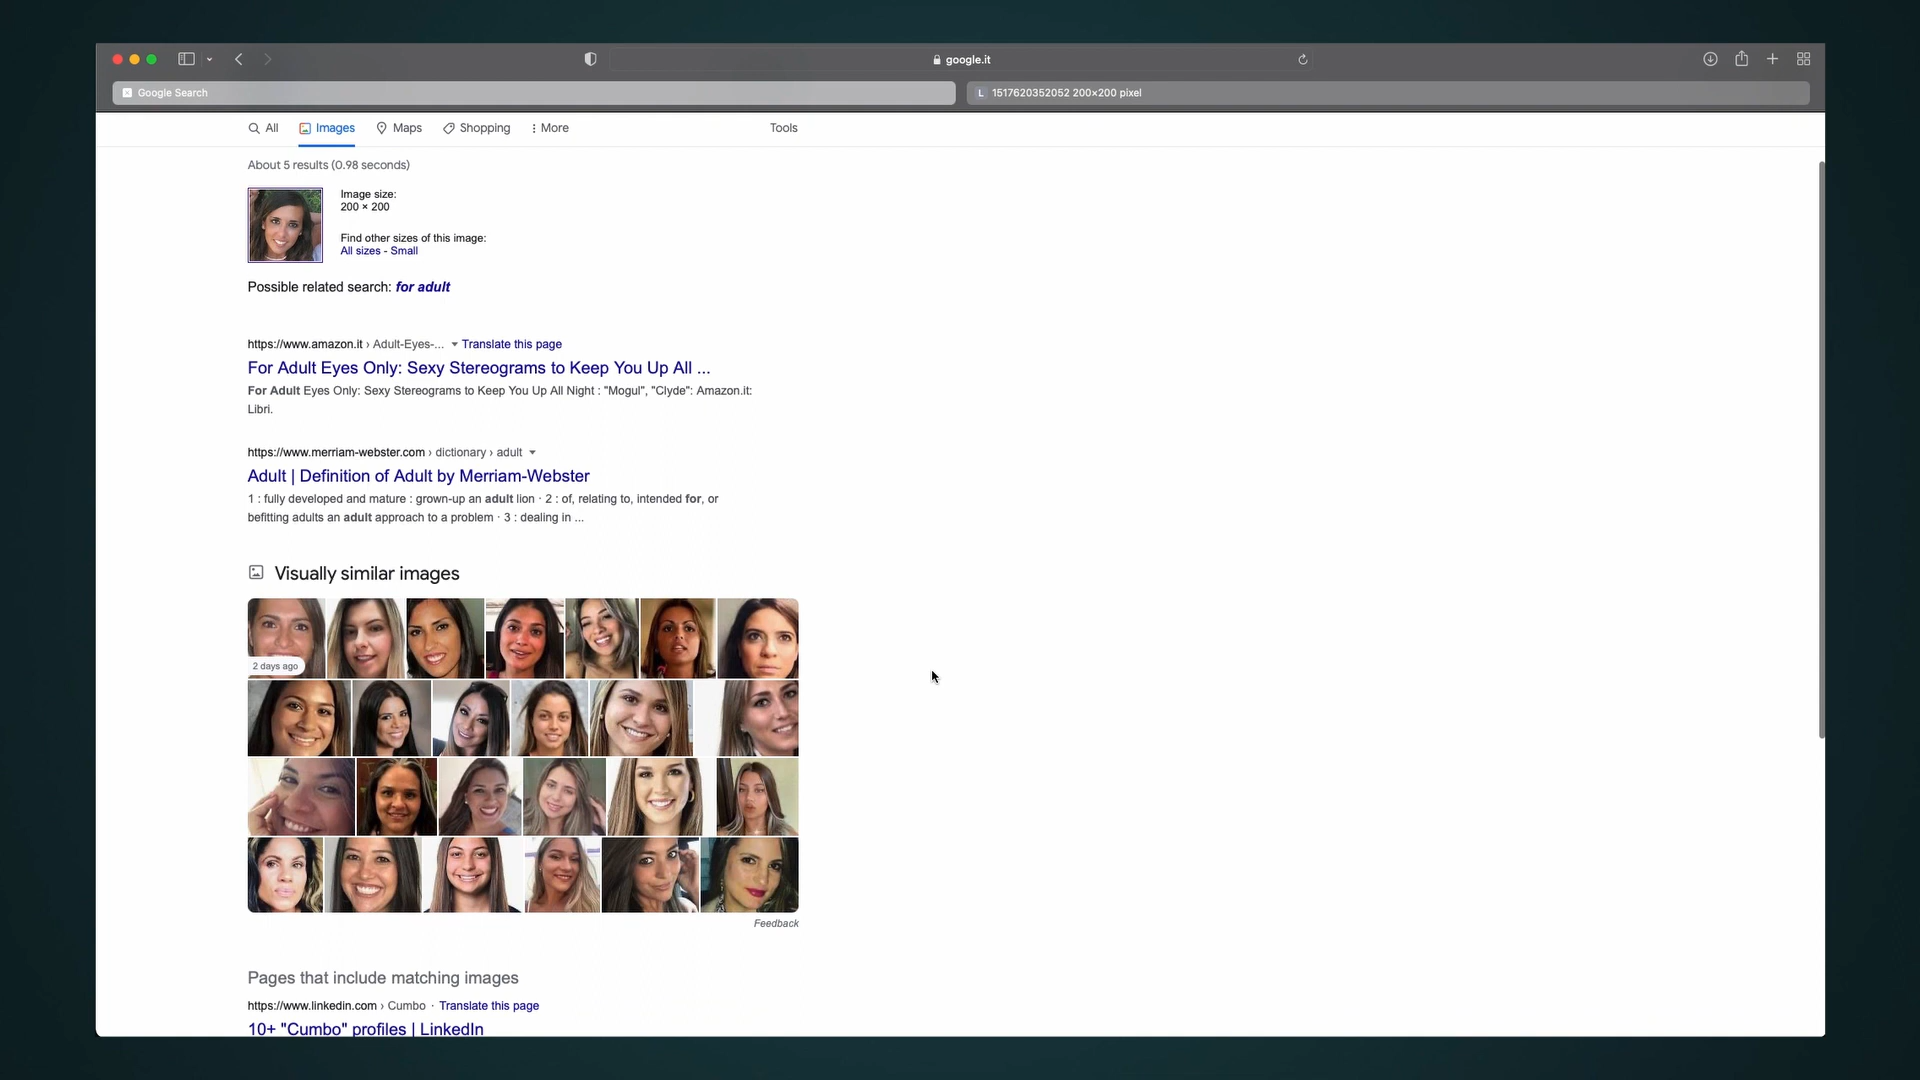 google.it
Google Search
L 1517620352052 200×200 pixel
All Images Maps Shopping More Tools
About 5 results (0.98 seconds)
Image size:
200 × 200
Find other sizes of this image:
All sizes - Small
Possible related search: for adult
https://www.amazon.it › Adult-Eyes-... Translate this page
For Adult Eyes Only: Sexy Stereograms to Keep You Up All ...
For Adult Eyes Only: Sexy Stereograms to Keep You Up All Night : "Mogul", "Clyde": Amazon.it:
Libri.
https://www.merriam-webster.com › dictionary › adult
Adult | Definition of Adult by Merriam-Webster
1 : fully developed and mature : grown-up an adult lion · 2 : of, relating to, intended for, or
befitting adults an adult approach to a problem · 3 : dealing in ...
Visually similar images
2 days ago
Feedback
Pages that include matching images
https://www.linkedin.com › Cumbo · Translate this page
10+ "Cumbo" profiles | LinkedIn